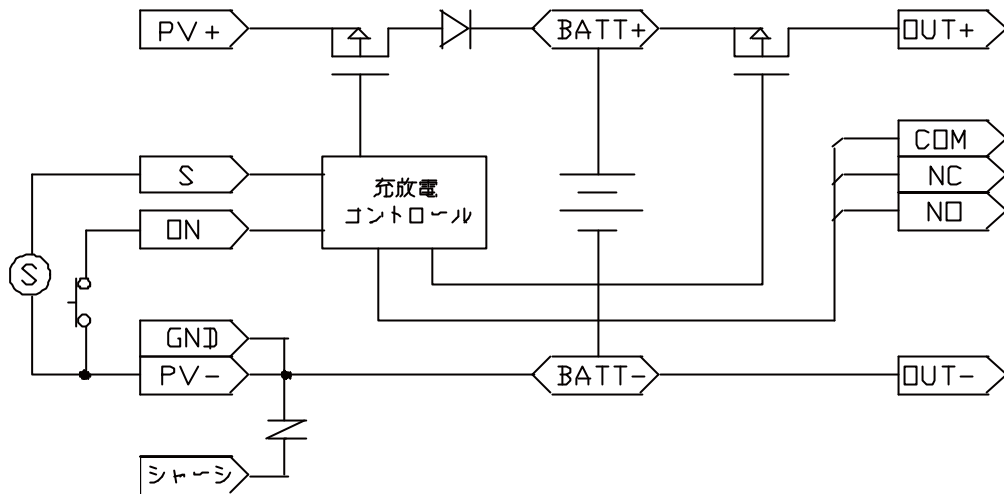 PV+
BATT+
OUT+
COM
S
充放電
コントロール
NC
NO
ON
S
GND
PV-
BATT-
OUT-
シャーシ